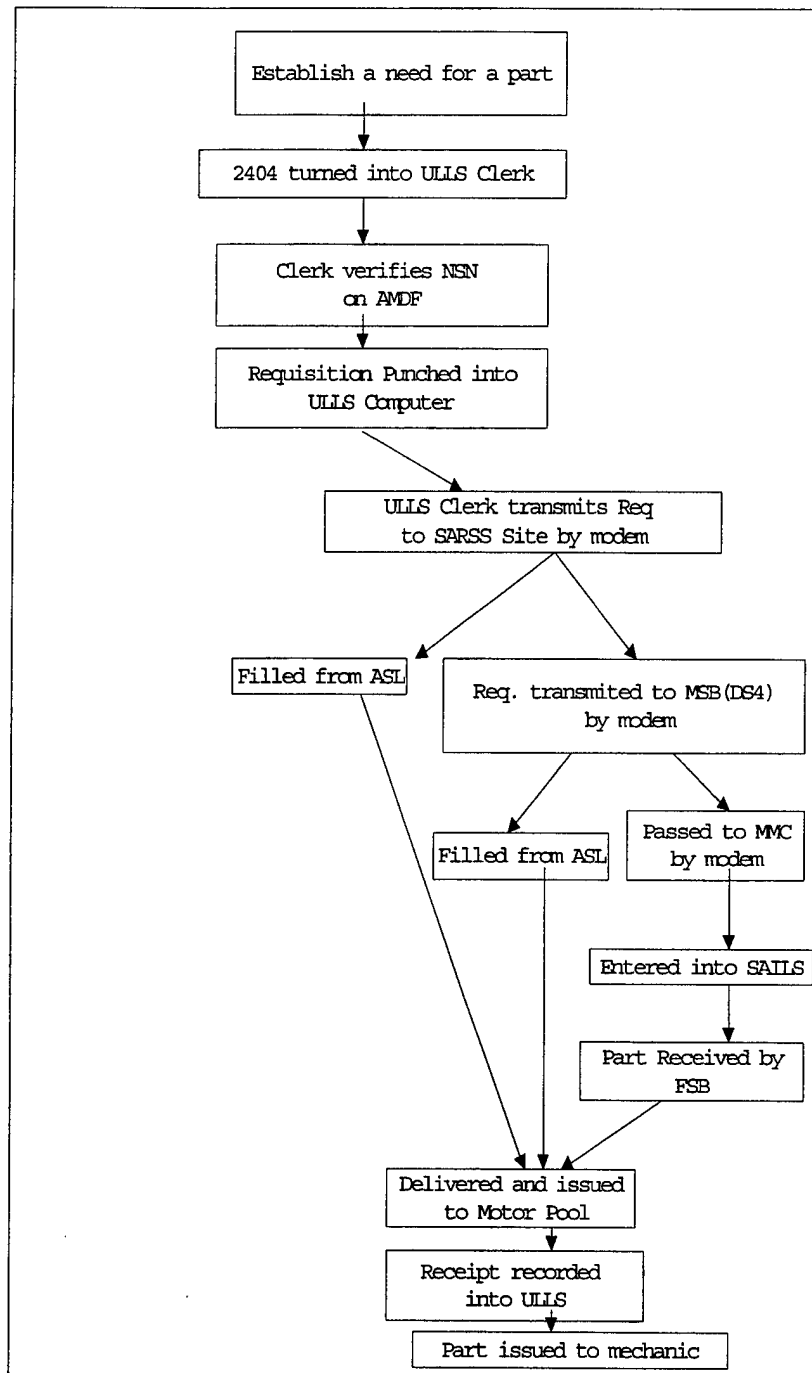 Establish a need for a part
2404 turned into ULLS Clerk
Clerk verifies NSN
on AMDF
Requisition Punched into
ULLS Computer
ULLS Clerk transmits Req
to SARSS Site by modem
Filled from ASL
Req. transmited to MSB(DS4)
by modem
Filled from ASL
Passed to MMC
by modem
Entered into SAILS
Part Received by
FSB
Delivered and issued
to Motor Pool
Receipt recorded
into ULLS
Part issued to mechanic